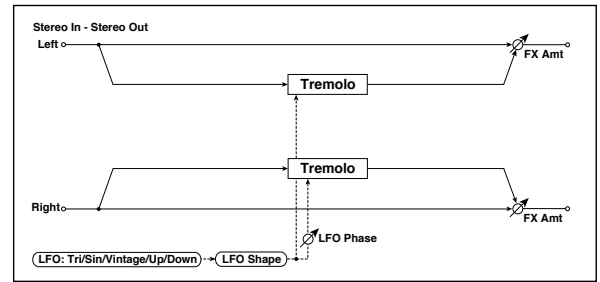 Stereo In - Stereo Out
Left
FX Amt
Tremolo
Tremolo
Right
FX Amt
LFO Phase
LFO: Tri/Sin/Vintage/Up/Down
LFO Shape